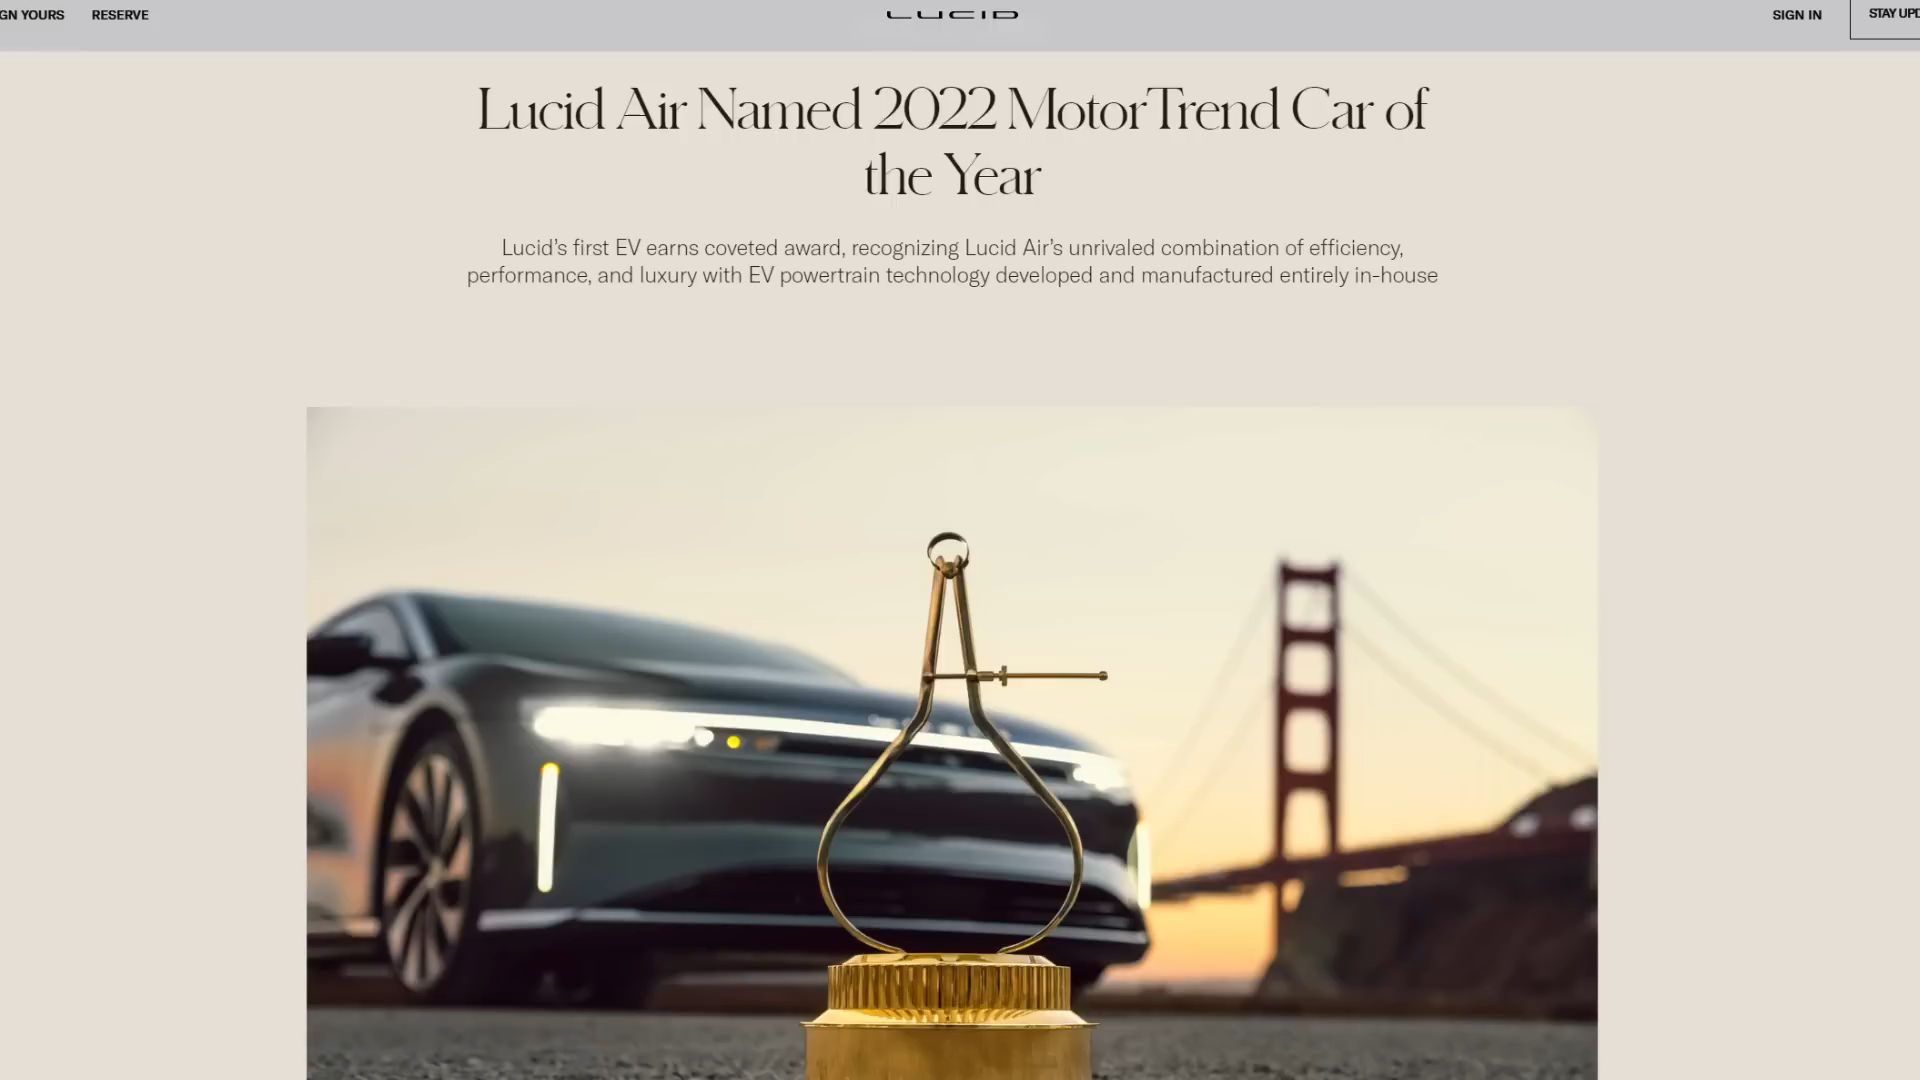 GN YOURS RESERVE LUCID SIGN IN STAY UPD
Lucid Air Named 2022 MotorTrend Car of
the Year
Lucid’s first EV earns coveted award, recognizing Lucid Air’s unrivaled combination of efficiency,
performance, and luxury with EV powertrain technology developed and manufactured entirely in-house